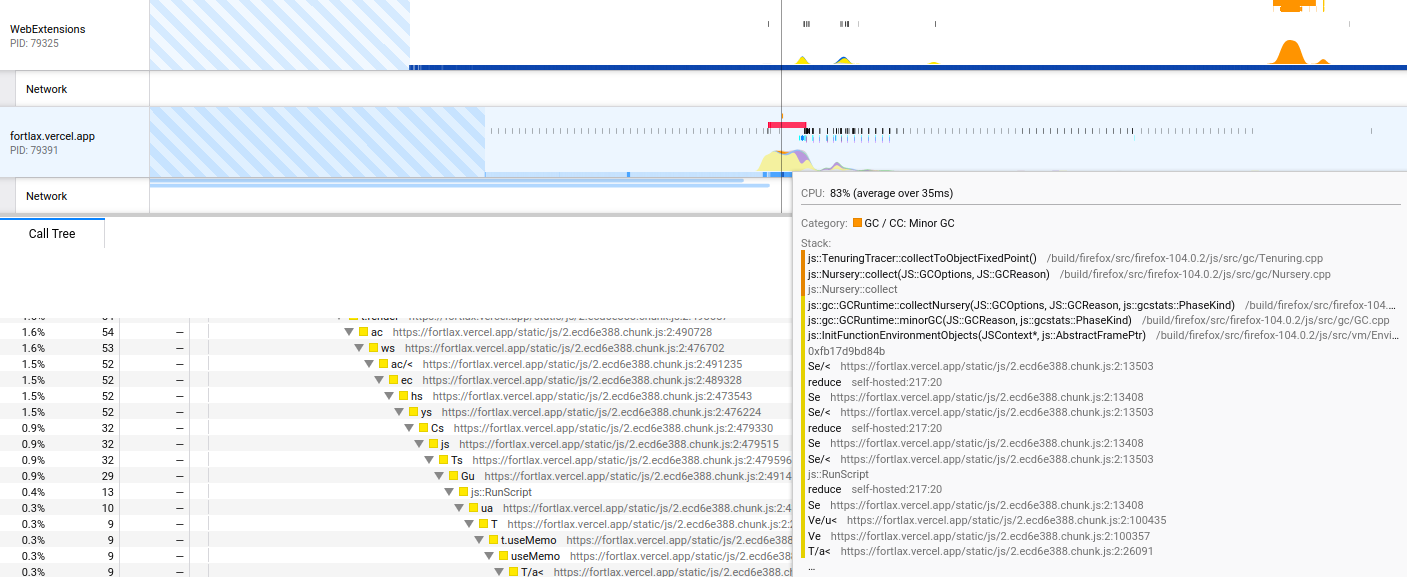 WebExtensions
PID: 79325
Network
fortlax.vercel.app
PID: 79391
Network
Call Tree
1.6% 54 — ac https://fortlax.vercel.app/static/js/2.ecd6e388.chunk.js:2:490728
1.6% 53 — ws https://fortlax.vercel.app/static/js/2.ecd6e388.chunk.js:2:476702
1.5% 52 — ac/< https://fortlax.vercel.app/static/js/2.ecd6e388.chunk.js:2:491235
1.5% 52 — ec https://fortlax.vercel.app/static/js/2.ecd6e388.chunk.js:2:489328
1.5% 52 — hs https://fortlax.vercel.app/static/js/2.ecd6e388.chunk.js:2:473543
1.5% 52 — ys https://fortlax.vercel.app/static/js/2.ecd6e388.chunk.js:2:476224
0.9% 32 — Cs https://fortlax.vercel.app/static/js/2.ecd6e388.chunk.js:2:479330
0.9% 32 — js https://fortlax.vercel.app/static/js/2.ecd6e388.chunk.js:2:479515
0.9% 32 — Ts https://fortlax.vercel.app/static/js/2.ecd6e388.chunk.js:2:479596
0.9% 29 — Gu https://fortlax.vercel.app/static/js/2.ecd6e388.chunk.js:2:4914
0.4% 13 — js::RunScript
0.3% 10 — ua https://fortlax.vercel.app/static/js/2.ecd6e388.chunk.js:2:4
0.3% 9 — T https://fortlax.vercel.app/static/js/2.ecd6e388.chunk.js:2:
0.3% 9 — t.useMemo https://fortlax.vercel.app/static/js/2.ecd6e388
0.3% 9 — useMemo https://fortlax.vercel.app/static/js/2.ecd6e388
0.3% 9 — T/a< https://fortlax.vercel.app/static/js/2.ecd6e388.ch
CPU: 83% (average over 35ms)
Category: GC / CC: Minor GC
Stack:
js::TenuringTracer::collectToObjectFixedPoint() /build/firefox/src/firefox-104.0.2/js/src/gc/Tenuring.cpp
js::Nursery::collect(JS::GCOptions, JS::GCReason) /build/firefox/src/firefox-104.0.2/js/src/gc/Nursery.cpp
js::Nursery::collect
js::gc::GCRuntime::collectNursery(JS::GCOptions, JS::GCReason, js::gcstats::PhaseKind) /build/firefox/src/firefox-104....
js::gc::GCRuntime::minorGC(JS::GCReason, js::gcstats::PhaseKind) /build/firefox/src/firefox-104.0.2/js/src/gc/GC.cpp
js::InitFunctionEnvironmentObjects(JSContext*, js::AbstractFramePtr) /build/firefox/src/firefox-104.0.2/js/src/vm/Envi...
0xfb17d9bd84b
Se/< https://fortlax.vercel.app/static/js/2.ecd6e388.chunk.js:2:13503
reduce self-hosted:217:20
Se https://fortlax.vercel.app/static/js/2.ecd6e388.chunk.js:2:13408
Se/< https://fortlax.vercel.app/static/js/2.ecd6e388.chunk.js:2:13503
reduce self-hosted:217:20
Se https://fortlax.vercel.app/static/js/2.ecd6e388.chunk.js:2:13408
Se/< https://fortlax.vercel.app/static/js/2.ecd6e388.chunk.js:2:13503
js::RunScript
reduce self-hosted:217:20
Se https://fortlax.vercel.app/static/js/2.ecd6e388.chunk.js:2:13408
Ve/u< https://fortlax.vercel.app/static/js/2.ecd6e388.chunk.js:2:100435
Ve https://fortlax.vercel.app/static/js/2.ecd6e388.chunk.js:2:100357
T/a< https://fortlax.vercel.app/static/js/2.ecd6e388.chunk.js:2:26091
...